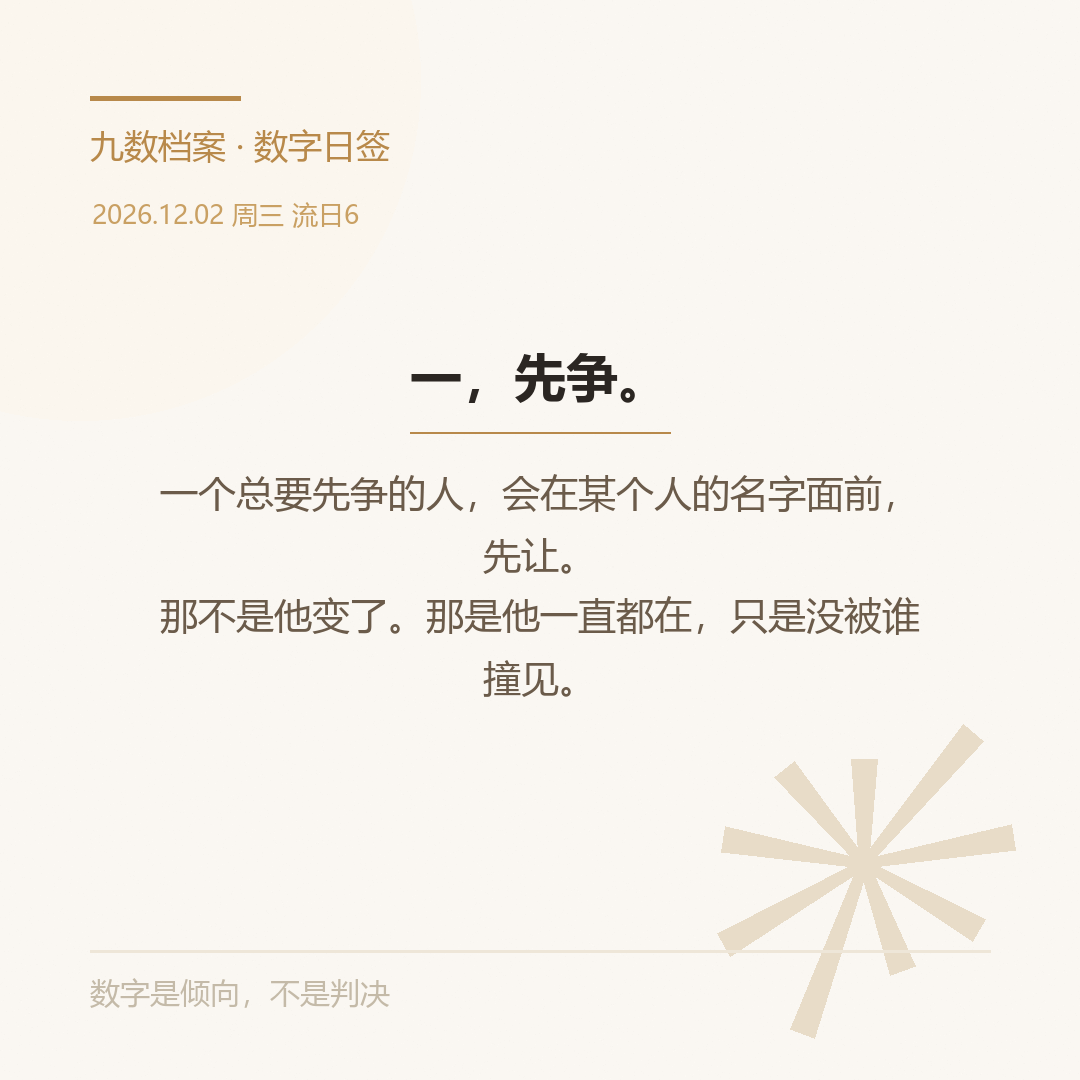 九数档案 · 数字日签
2026.12.02 周三 流日6
一，先争。
一个总要先争的人，会在某个人的名字面前，
先让。
那不是他变了。那是他一直都在，只是没被谁
撞见。
数字是倾向，不是判决